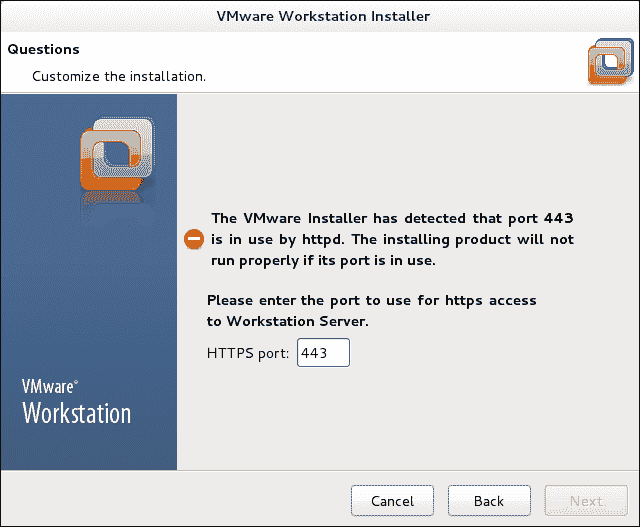 VMware Workstation Installer
Questions
Customize the installation.
The VMware Installer has detected that port 443
is in use by httpd. The installing product will not
run properly if its port is in use.
Please enter the port to use for https access
to Workstation Server.
HTTPS port: 443
VMware®
Workstation
Cancel Back Next